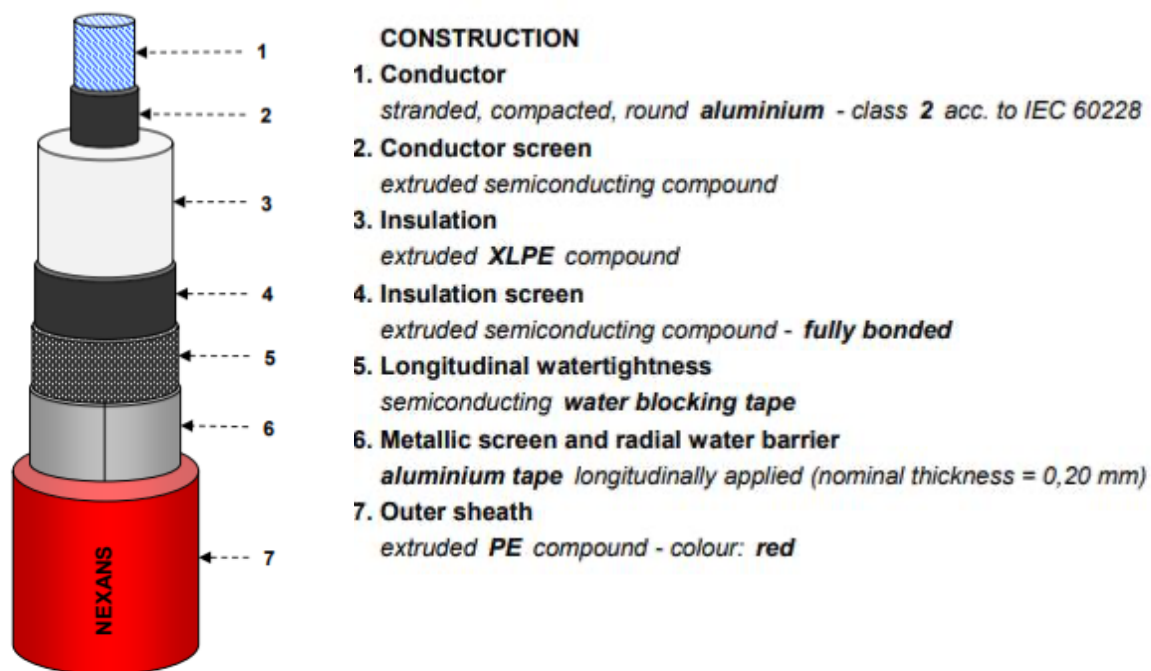 CONSTRUCTION
1. Conductor
stranded, compacted, round aluminium - class 2 acc. to IEC 60228
2. Conductor screen
extruded semiconducting compound
3. Insulation
extruded XLPE compound
4. Insulation screen
extruded semiconducting compound - fully bonded
5. Longitudinal watertightness
semiconducting water blocking tape
6. Metallic screen and radial water barrier
aluminium tape longitudinally applied (nominal thickness = 0,20 mm)
7. Outer sheath
extruded PE compound - colour: red
1
2
3
4
5
6
7
NEXANS